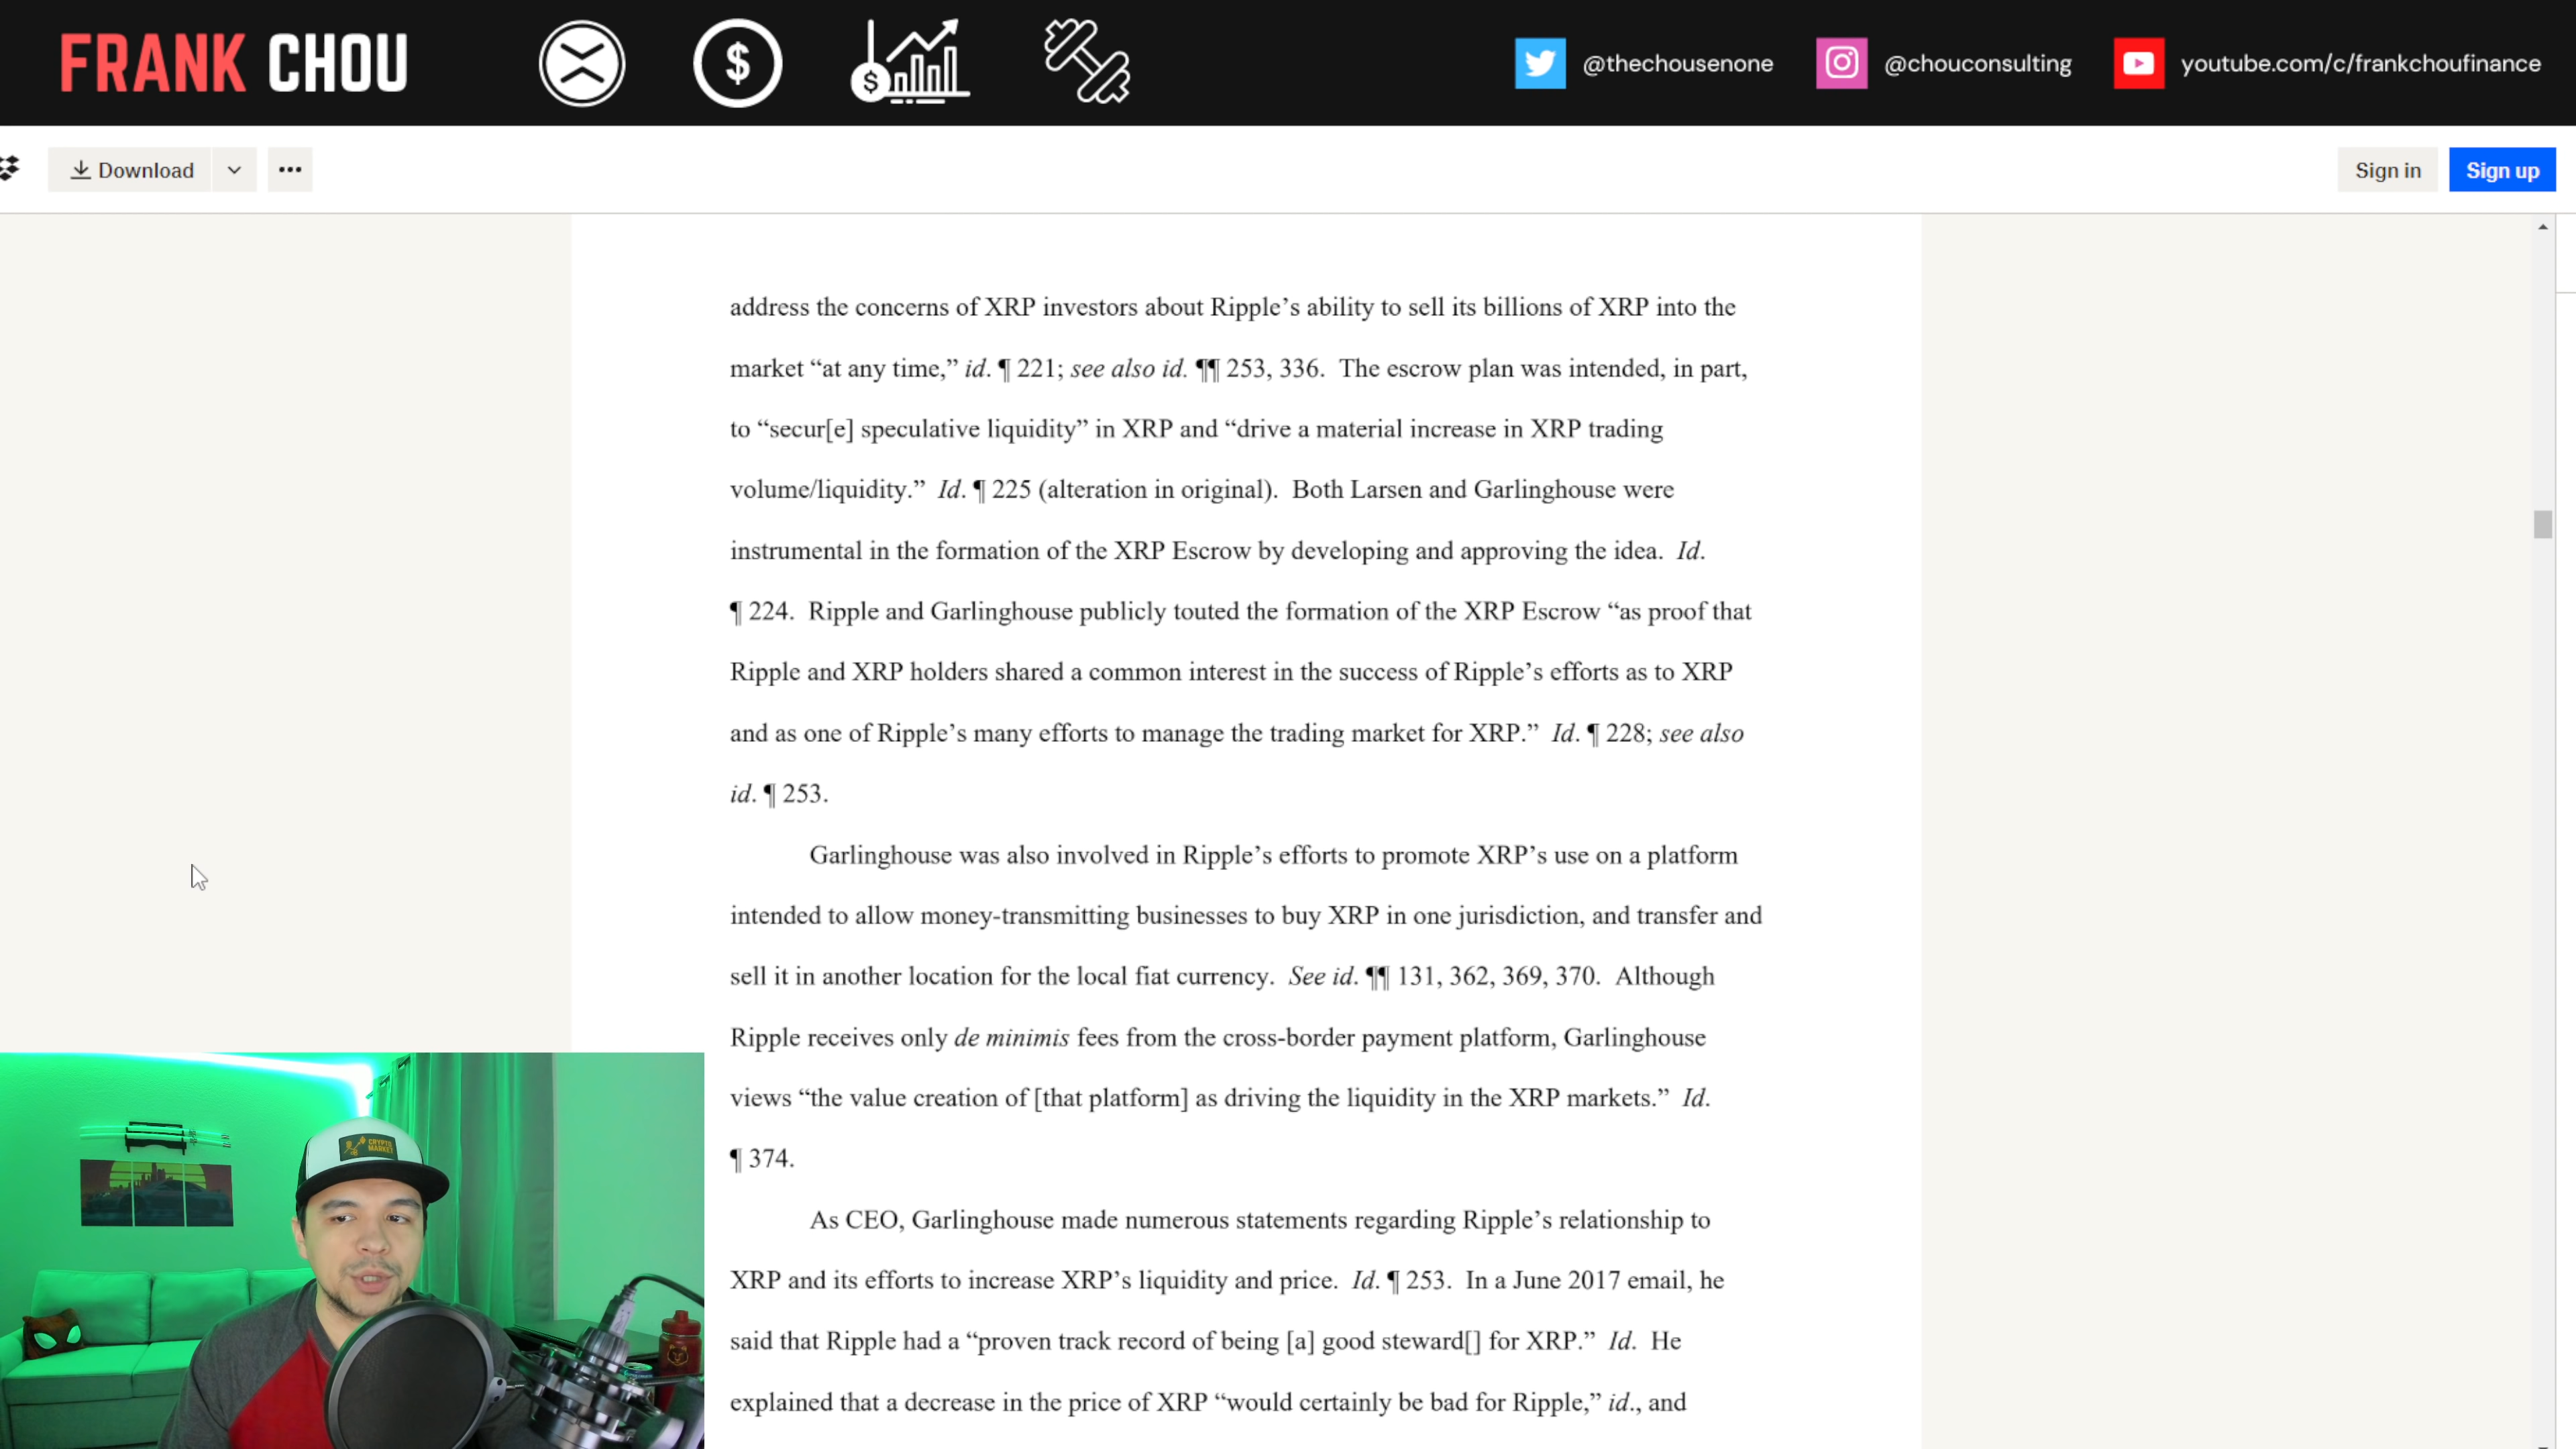 FRANK CHOU
@thechousenone
@chouconsulting
youtube.com/c/frankchoufinance
Download
Sign in
Sign up
address the concerns of XRP investors about Ripple’s ability to sell its billions of XRP into the
market “at any time,” id. ¶ 221; see also id. ¶¶ 253, 336. The escrow plan was intended, in part,
to “secur[e] speculative liquidity” in XRP and “drive a material increase in XRP trading
volume/liquidity.” Id. ¶ 225 (alteration in original). Both Larsen and Garlinghouse were
instrumental in the formation of the XRP Escrow by developing and approving the idea. Id.
¶ 224. Ripple and Garlinghouse publicly touted the formation of the XRP Escrow “as proof that
Ripple and XRP holders shared a common interest in the success of Ripple’s efforts as to XRP
and as one of Ripple’s many efforts to manage the trading market for XRP.” Id. ¶ 228; see also
id. ¶ 253.
Garlinghouse was also involved in Ripple’s efforts to promote XRP’s use on a platform
intended to allow money-transmitting businesses to buy XRP in one jurisdiction, and transfer and
sell it in another location for the local fiat currency. See id. ¶¶ 131, 362, 369, 370. Although
Ripple receives only de minimis fees from the cross-border payment platform, Garlinghouse
views “the value creation of [that platform] as driving the liquidity in the XRP markets.” Id.
¶ 374.
As CEO, Garlinghouse made numerous statements regarding Ripple’s relationship to
XRP and its efforts to increase XRP’s liquidity and price. Id. ¶ 253. In a June 2017 email, he
said that Ripple had a “proven track record of being [a] good steward[] for XRP.” Id. He
explained that a decrease in the price of XRP “would certainly be bad for Ripple,” id., and
CRYPTO
MARKET